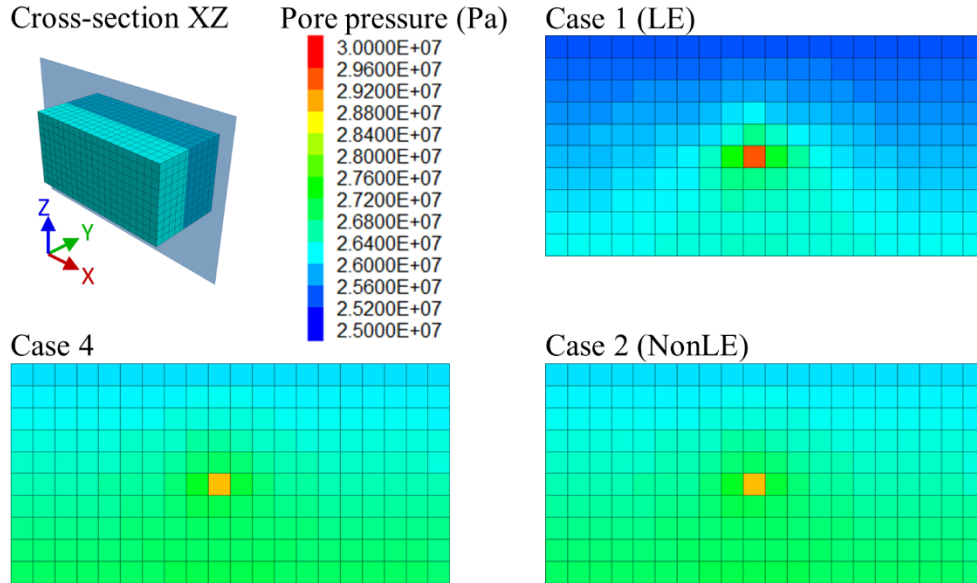 Cross-section XZ
Pore pressure (Pa)
Case 1 (LE)
3.0000E+07
2.9600E+07
2.9200E+07
2.8800E+07
2.8400E+07
2.8000E+07
2.7600E+07
2.7200E+07
2.6800E+07
2.6400E+07
2.6000E+07
2.5600E+07
2.5200E+07
2.5000E+07
Z
Y
X
Case 4
Case 2 (NonLE)